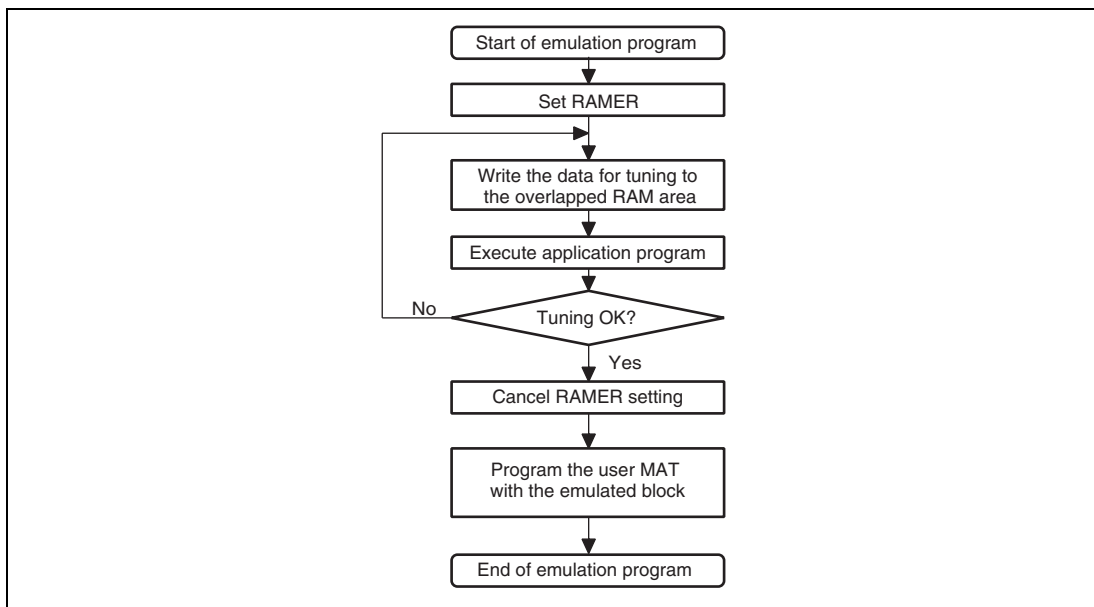 Start of emulation program
Set RAMER
Write the data for tuning to
the overlapped RAM area
Execute application program
No
Tuning OK?
Yes
Cancel RAMER setting
Program the user MAT
with the emulated block
End of emulation program